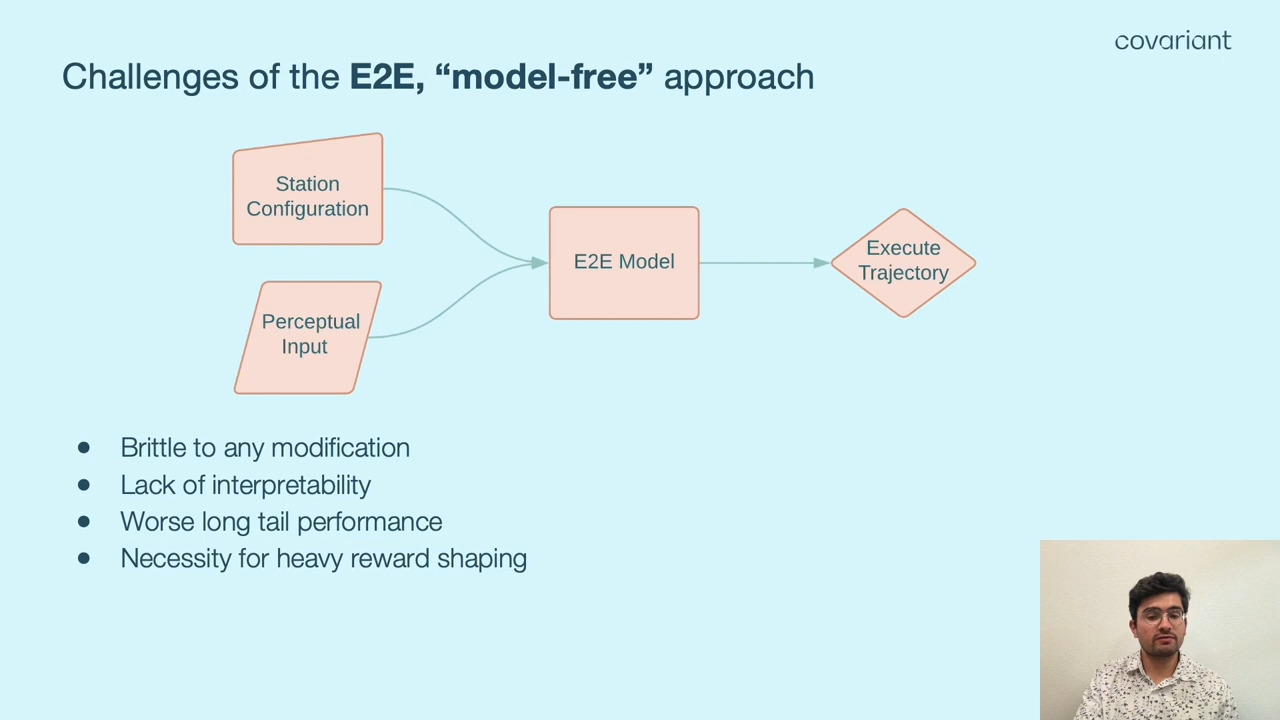 covariant
Challenges of the E2E, “model-free” approach
Station
Configuration
E2E Model
Execute
Trajectory
Perceptual
Input
● Brittle to any modification
● Lack of interpretability
● Worse long tail performance
● Necessity for heavy reward shaping